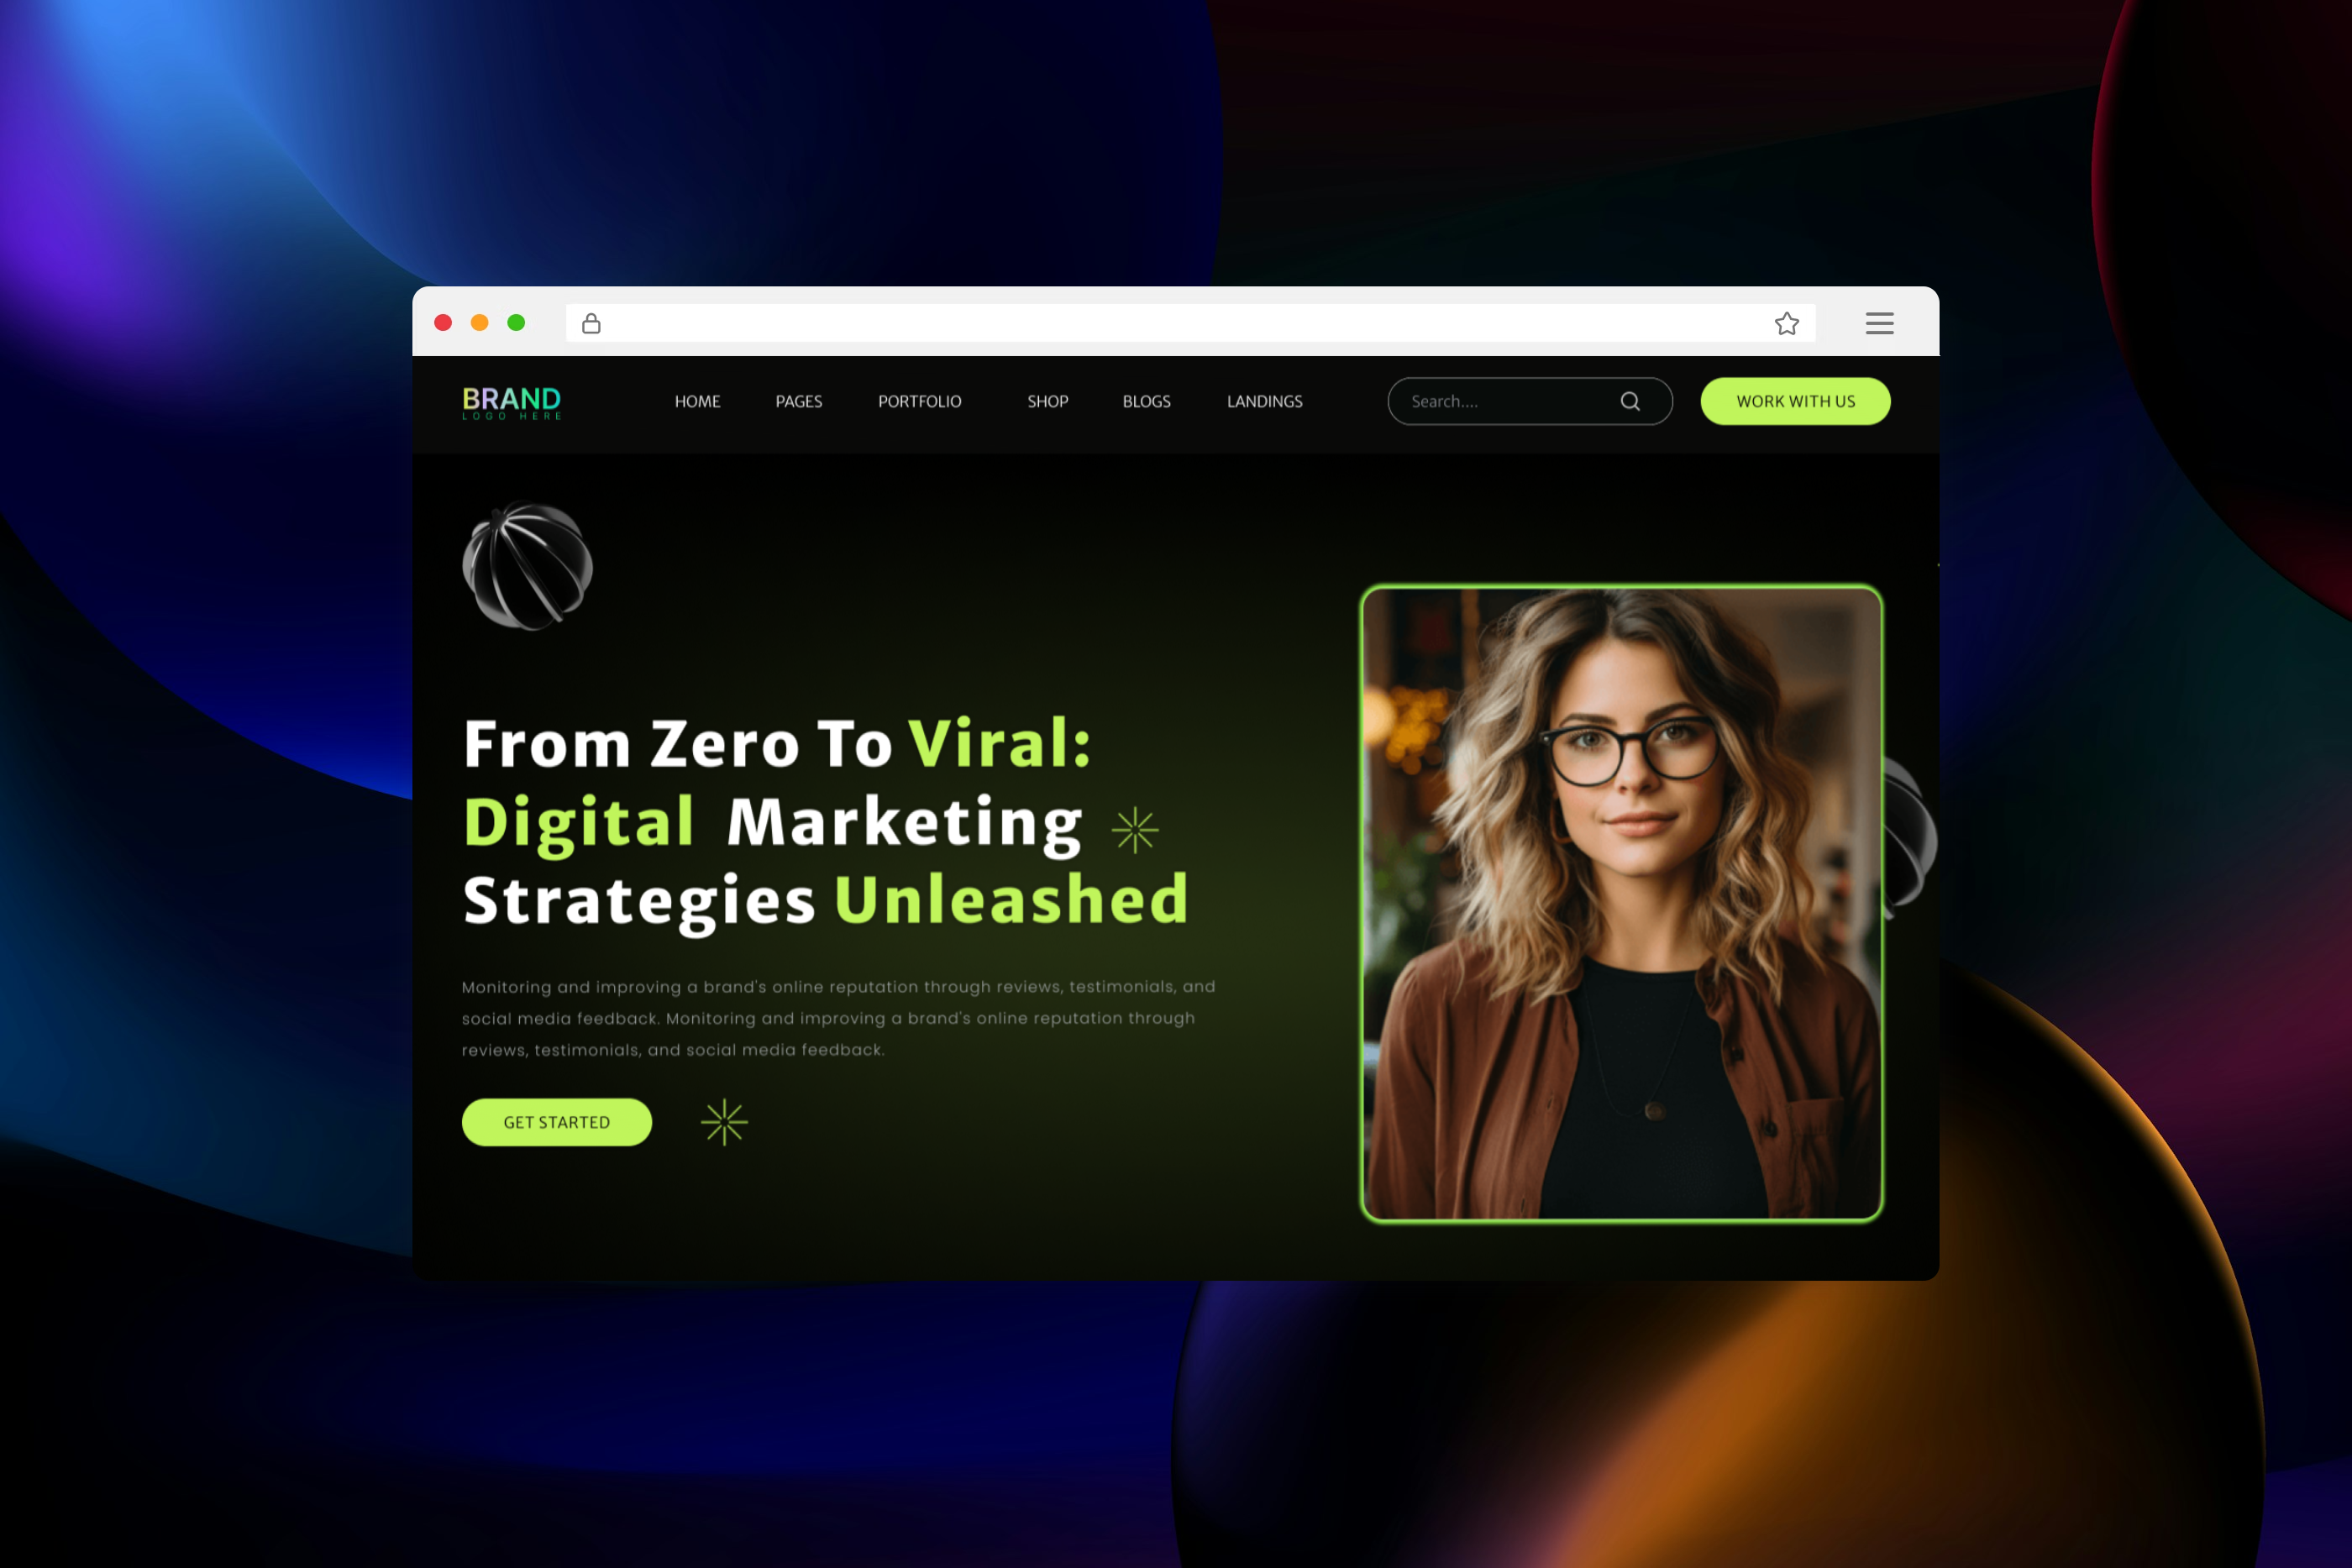 BRAND
LOGO HERE
HOME PAGES PORTFOLIO SHOP BLOGS LANDINGS Search.... WORK WITH US
From Zero To Viral:
Digital Marketing
Strategies Unleashed
Monitoring and improving a brand's online reputation through reviews, testimonials, and
social media feedback. Monitoring and improving a brand's online reputation through
reviews, testimonials, and social media feedback.
GET STARTED